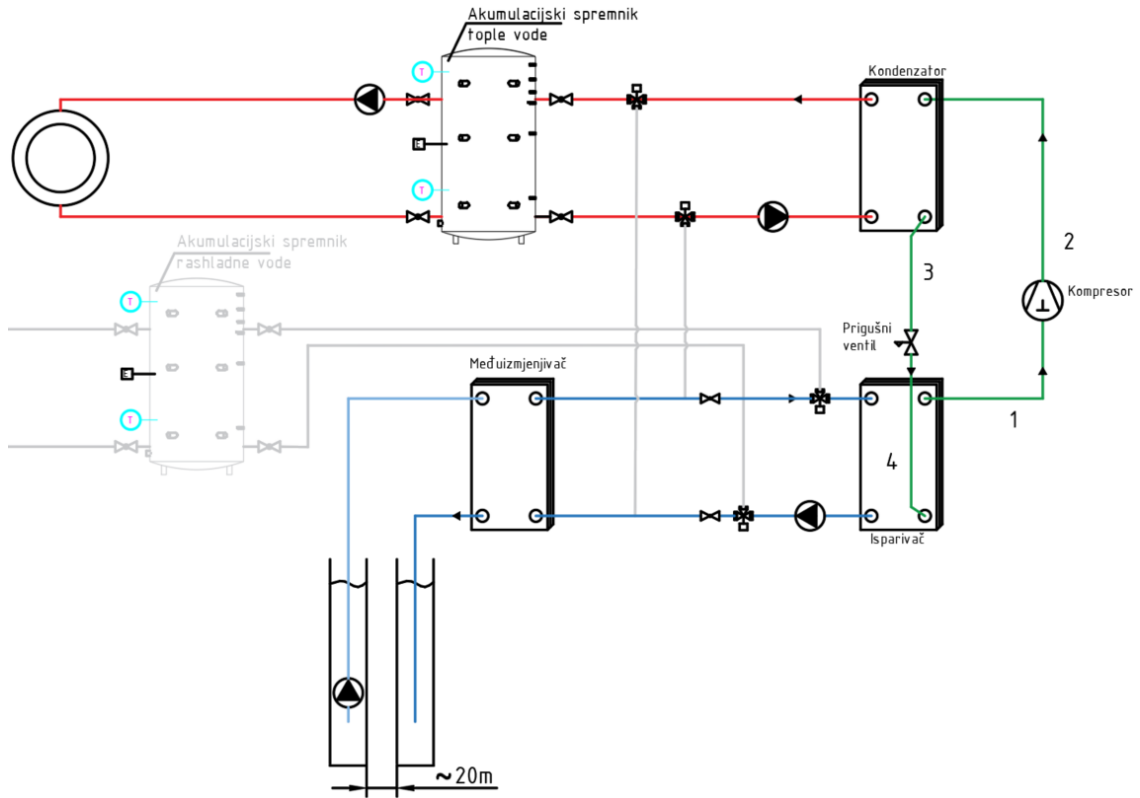 Akumulacijski spremnik
tople vode
Kondenzator
T
T
Akumulacijski spremnik
rashladne vode
T
T
2
3
Kompresor
Prigušni
ventil
Međuizmjenjivač
1
4
Isparivač
~20m